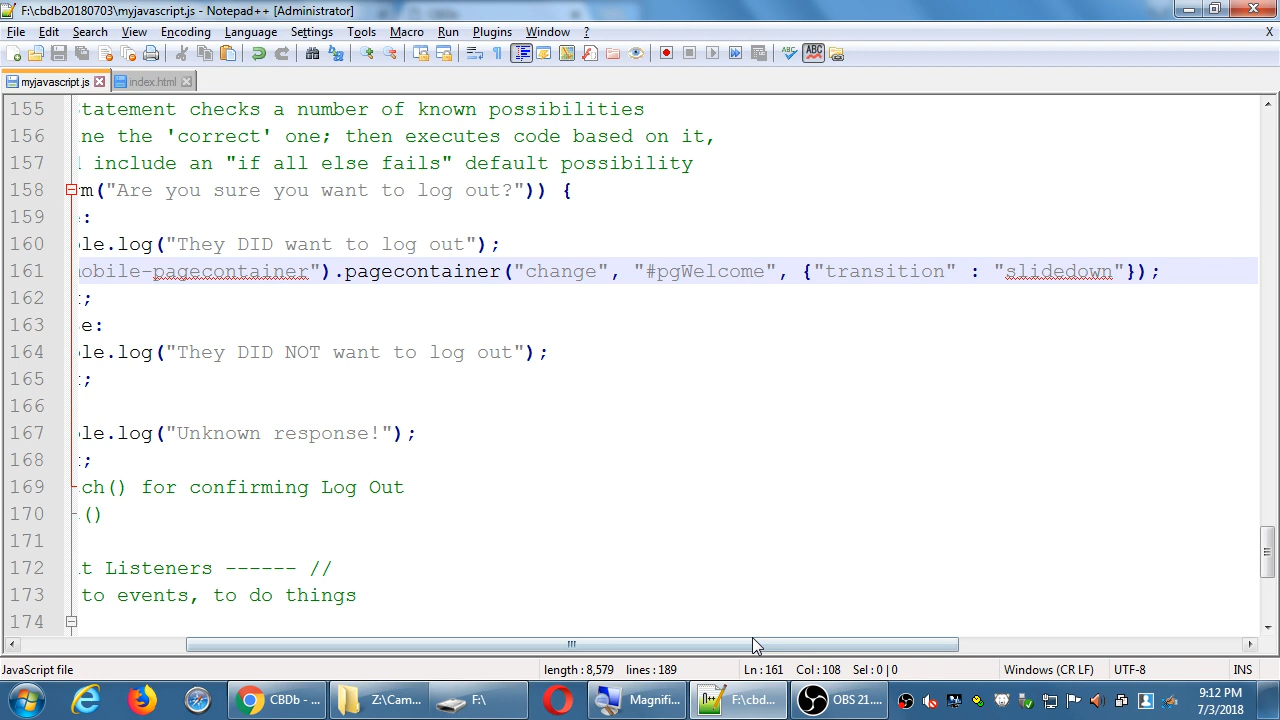 F:\cbdb20180703\myjavascript.js - Notepad++ [Administrator]
File Edit Search View Encoding Language Settings Tools Macro Run Plugins Window ? X
myjavascript.js index.html
155 tatement checks a number of known possibilities
156 ne the 'correct' one; then executes code based on it,
157 l include an "if all else fails" default possibility
158 m("Are you sure you want to log out?")) {
159 :
160 le.log("They DID want to log out");
161 mobile-pagecontainer").pagecontainer("change", "#pgWelcome", {"transition" : "slidedown"});
162 ;
163 e:
164 le.log("They DID NOT want to log out");
165 ;
166
167 le.log("Unknown response!");
168 ;
169 ch() for confirming Log Out
170 ()
171
172 t Listeners ------ //
173 to events, to do things
174
JavaScript file length : 8,579 lines : 189 Ln : 161 Col : 108 Sel : 0 | 0 Windows (CR LF) UTF-8 INS
CBDb - ... Z:\Cam... F:\ Magnifi... F:\cbd... OBS 21.... 9:12 PM
7/3/2018